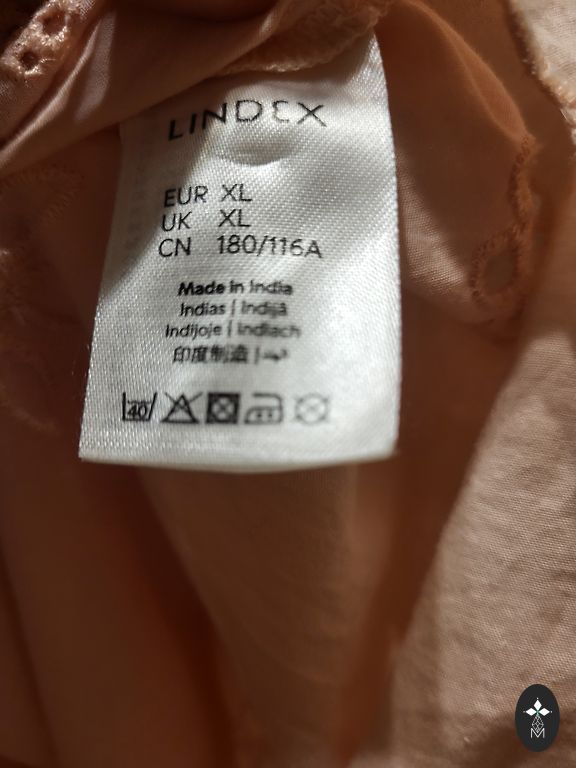 LINDEX
EUR XL
UK XL
CN 180/116A
Made in India
Indias | Indijā
Indijoje | Indiach
印度制造 |
40
M